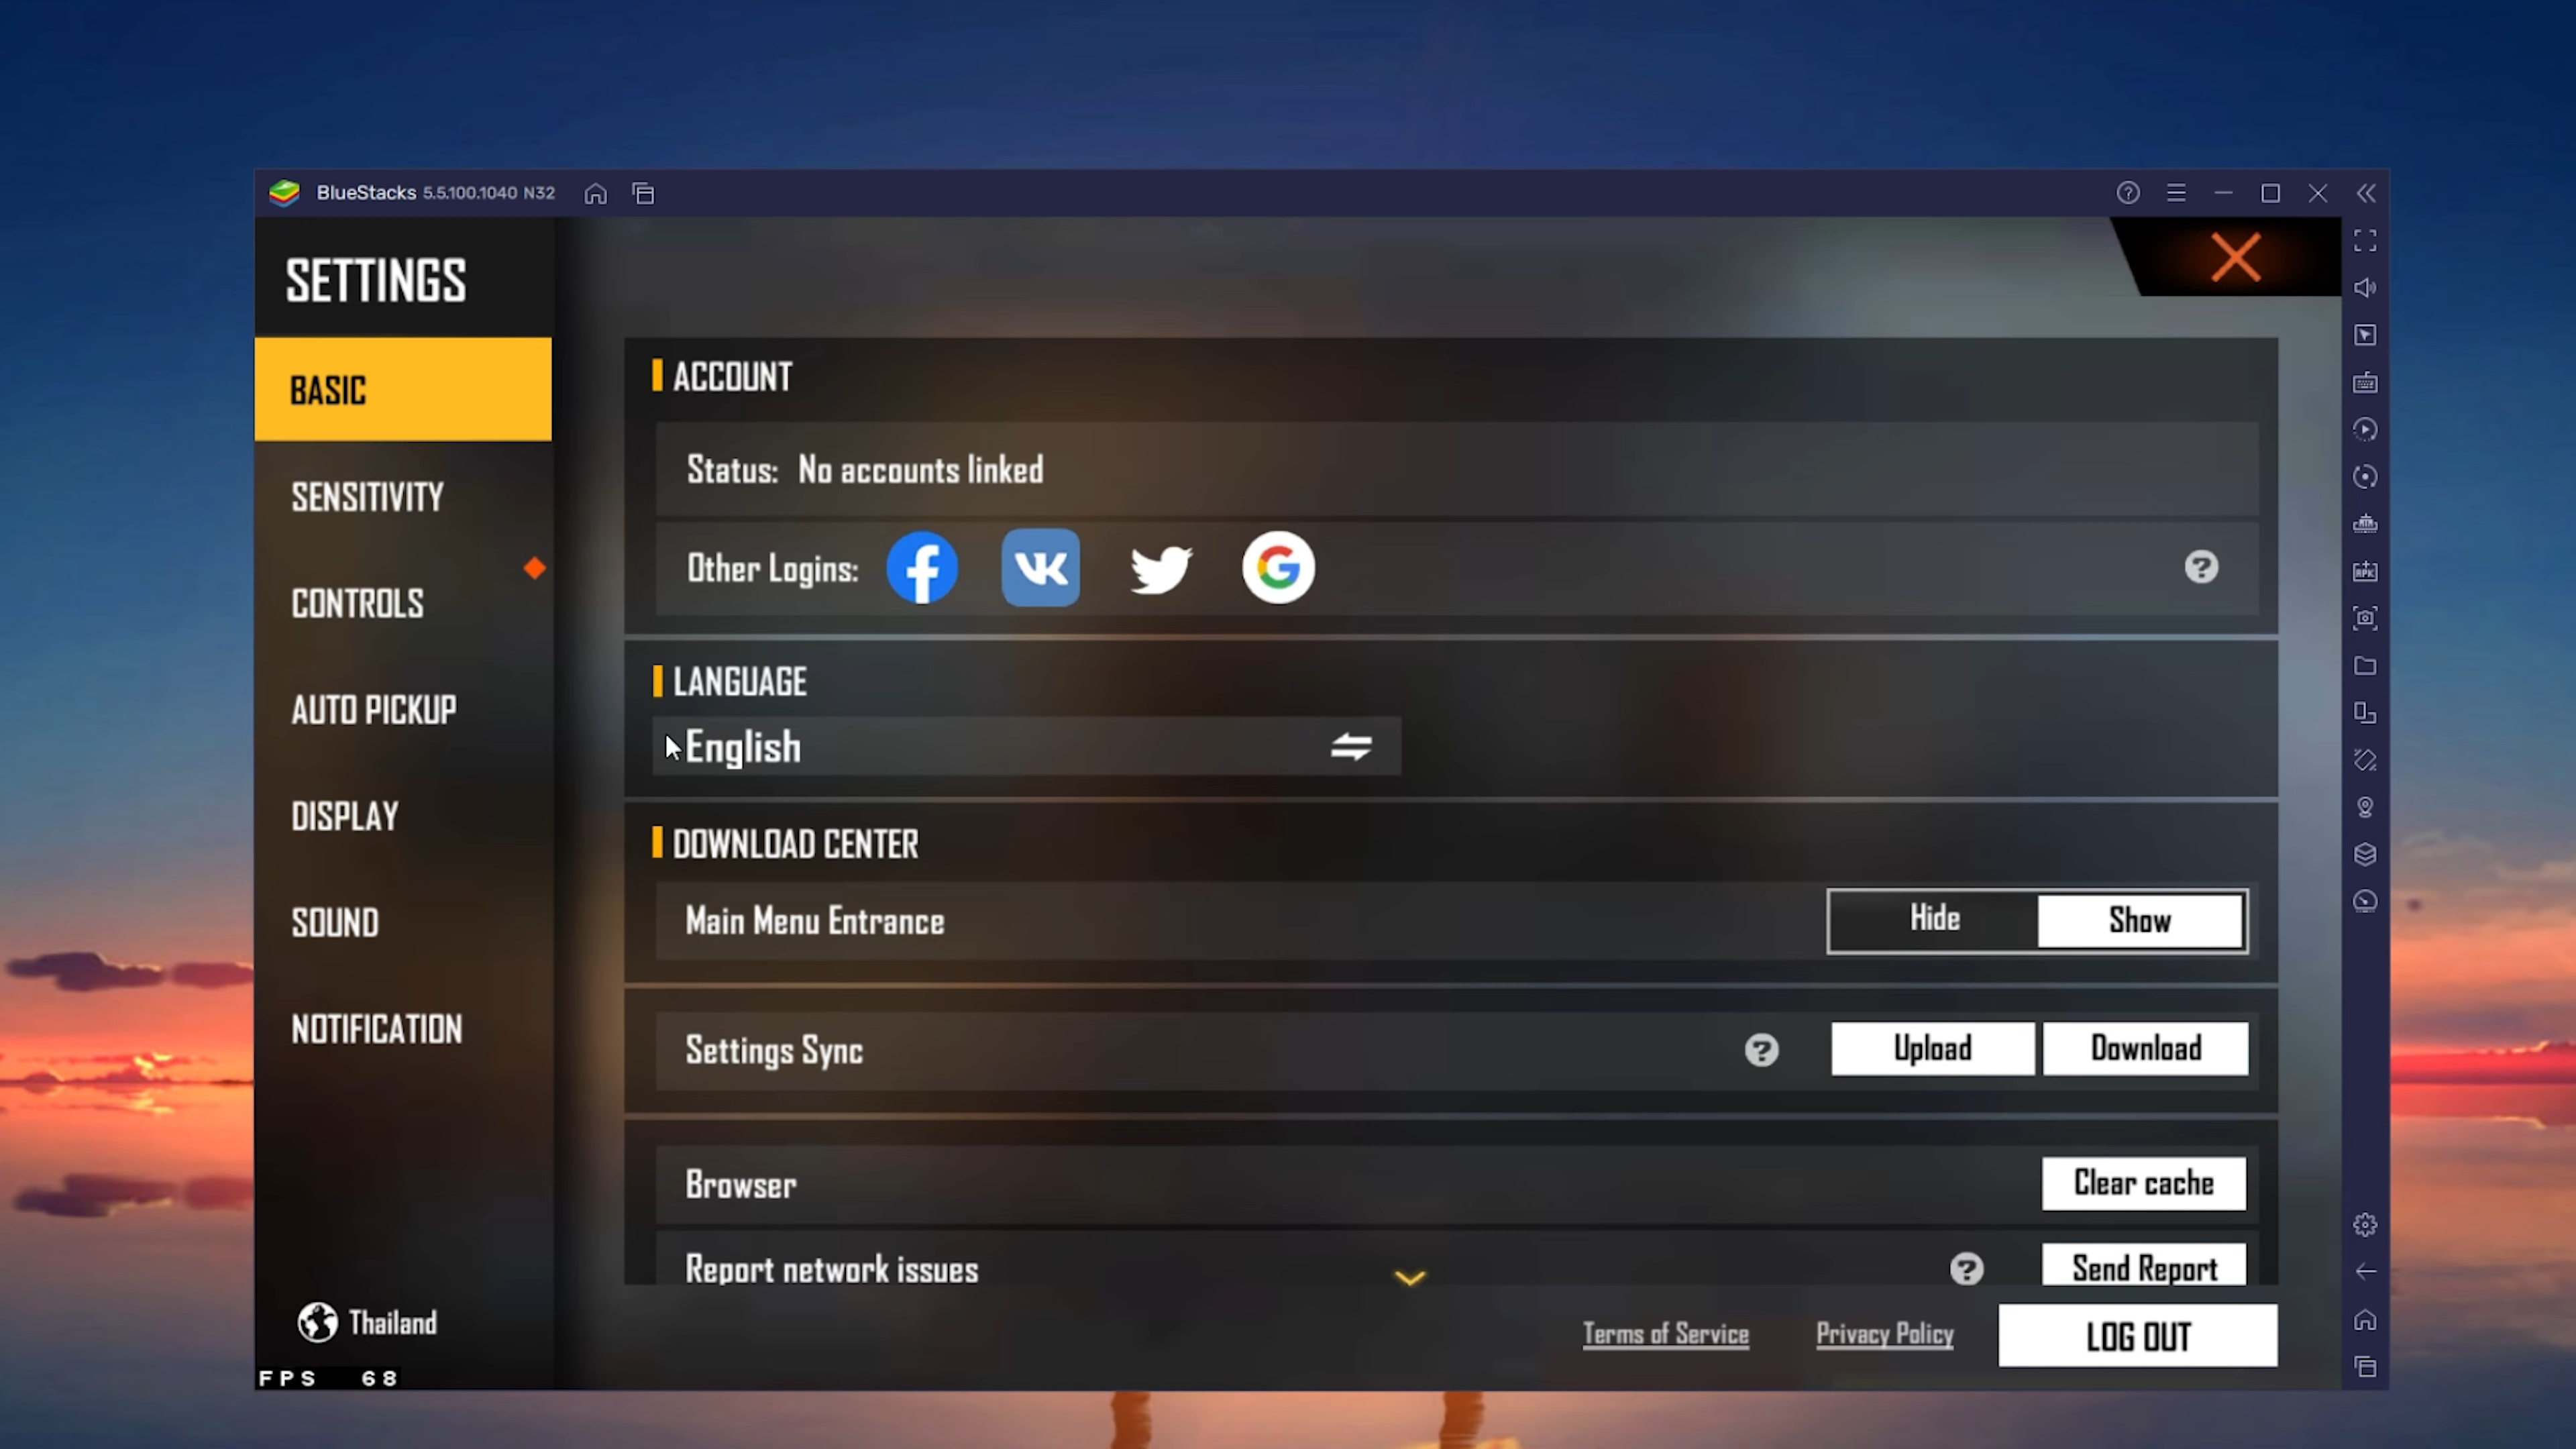 BlueStacks 5.5.100.1040 N32
SETTINGS
BASIC
SENSITIVITY
CONTROLS
AUTO PICKUP
DISPLAY
SOUND
NOTIFICATION
Thailand
FPS 68
ACCOUNT
Status: No accounts linked
Other Logins:
LANGUAGE
English
DOWNLOAD CENTER
Main Menu Entrance
Hide Show
Settings Sync
Upload Download
Browser
Clear cache
Report network issues
Send Report
Terms of Service Privacy Policy LOG OUT